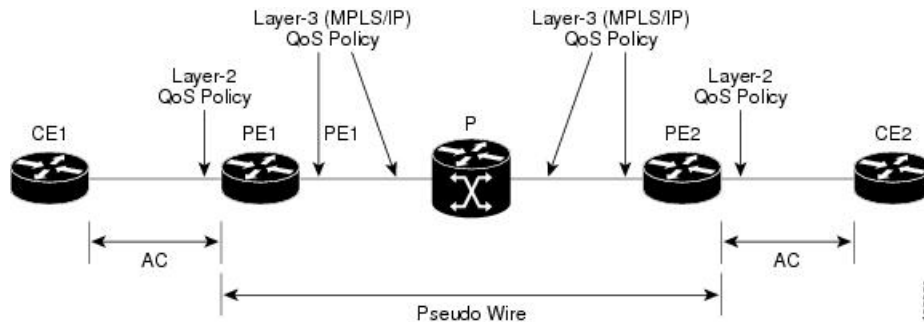 Layer-3 (MPLS/IP)
QoS Policy
Layer-3 (MPLS/IP)
QoS Policy
Layer-2
QoS Policy
Layer-2
QoS Policy
CE1
PE1
PE1
P
PE2
CE2
AC
AC
Pseudo Wire